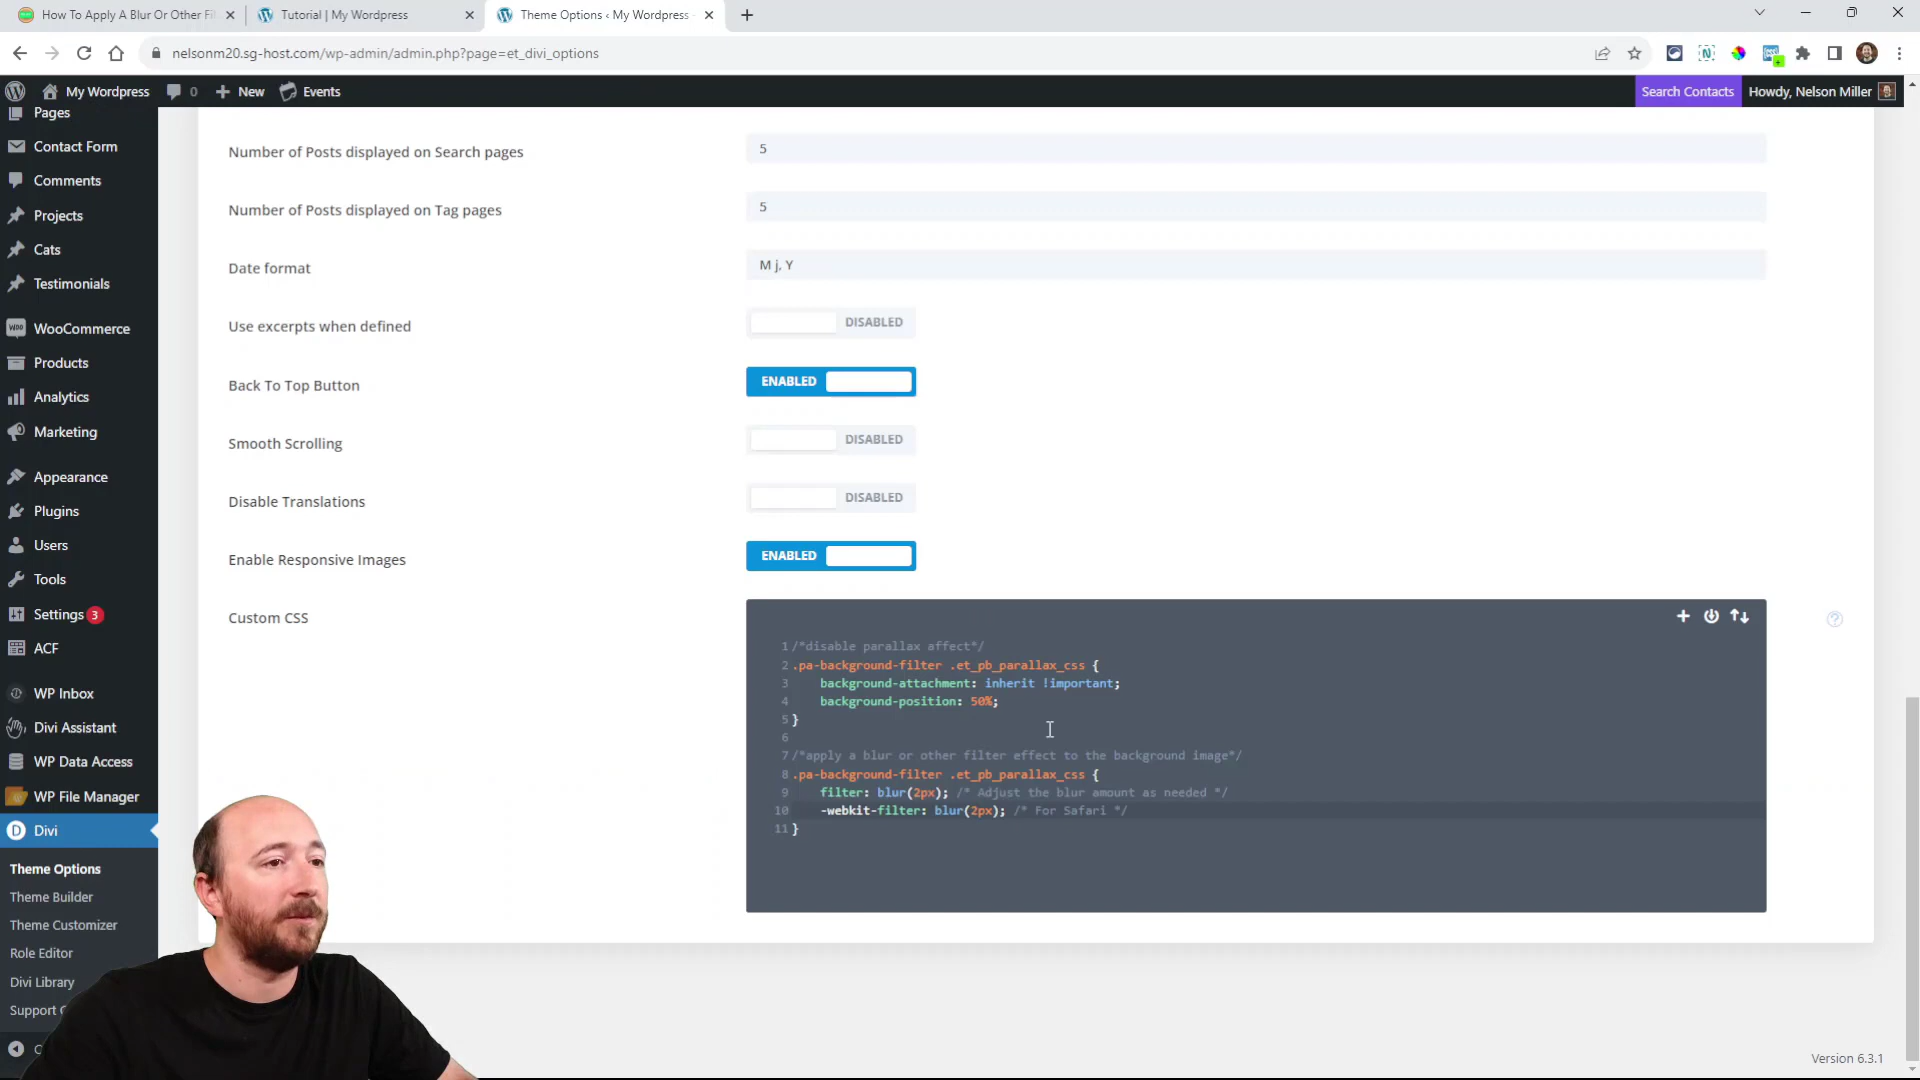 How To Apply A Blur Or Other Fil
Tutorial | My Wordpress
Theme Options ‹ My Wordpress
nelsonm20.sg-host.com/wp-admin/admin.php?page=et_divi_options
My Wordpress
0
New
Events
Search Contacts
Howdy, Nelson Miller
Pages
Contact Form
Comments
Projects
Cats
Testimonials
WooCommerce
Products
Analytics
Marketing
Appearance
Plugins
Users
Tools
Settings 3
ACF
WP Inbox
Divi Assistant
WP Data Access
WP File Manager
Divi
Theme Options
Theme Builder
Theme Customizer
Role Editor
Divi Library
Support
Number of Posts displayed on Search pages
5
Number of Posts displayed on Tag pages
5
Date format
M j, Y
Use excerpts when defined
DISABLED
Back To Top Button
ENABLED
Smooth Scrolling
DISABLED
Disable Translations
DISABLED
Enable Responsive Images
ENABLED
Custom CSS
1 /*disable parallax affect*/
2 .pa-background-filter .et_pb_parallax_css {
3 background-attachment: inherit !important;
4 background-position: 50%;
5 }
6
7 /*apply a blur or other filter effect to the background image*/
8 .pa-background-filter .et_pb_parallax_css {
9 filter: blur(2px); /* Adjust the blur amount as needed */
10 -webkit-filter: blur(2px); /* For Safari */
11 }
Version 6.3.1